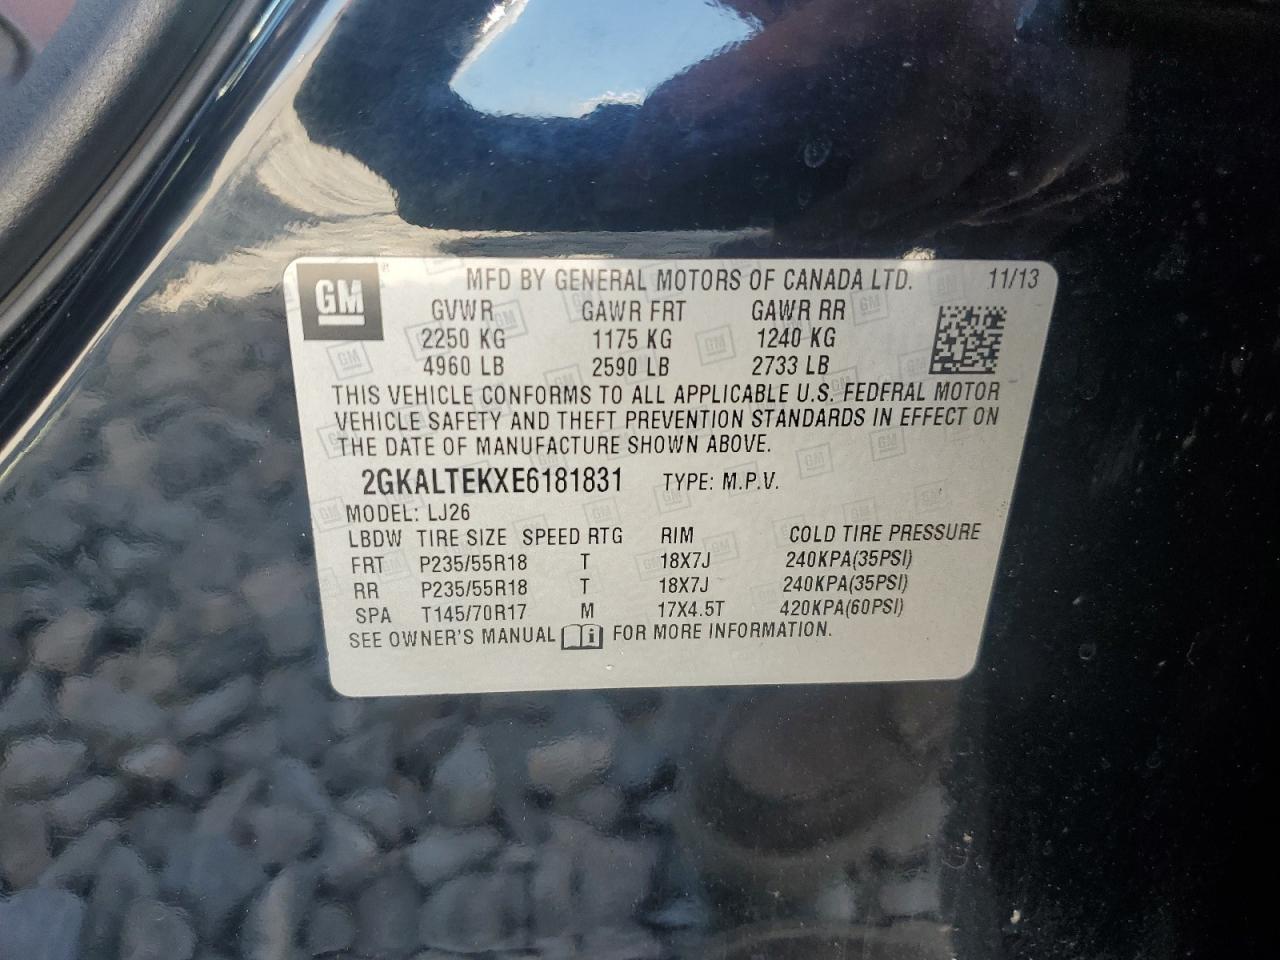 GM
MFD BY GENERAL MOTORS OF CANADA LTD. 11/13
GVWR GAWR FRT GAWR RR
2250 KG 1175 KG 1240 KG
4960 LB 2590 LB 2733 LB
THIS VEHICLE CONFORMS TO ALL APPLICABLE U.S. FEDERAL MOTOR
VEHICLE SAFETY AND THEFT PREVENTION STANDARDS IN EFFECT ON
THE DATE OF MANUFACTURE SHOWN ABOVE.
2GKALTEKXE6181831 TYPE: M.P.V.
MODEL: LJ26
LBDW TIRE SIZE SPEED RTG RIM COLD TIRE PRESSURE
FRT P235/55R18 T 18X7J 240KPA(35PSI)
RR P235/55R18 T 18X7J 240KPA(35PSI)
SPA T145/70R17 M 17X4.5T 420KPA(60PSI)
SEE OWNER'S MANUAL FOR MORE INFORMATION.